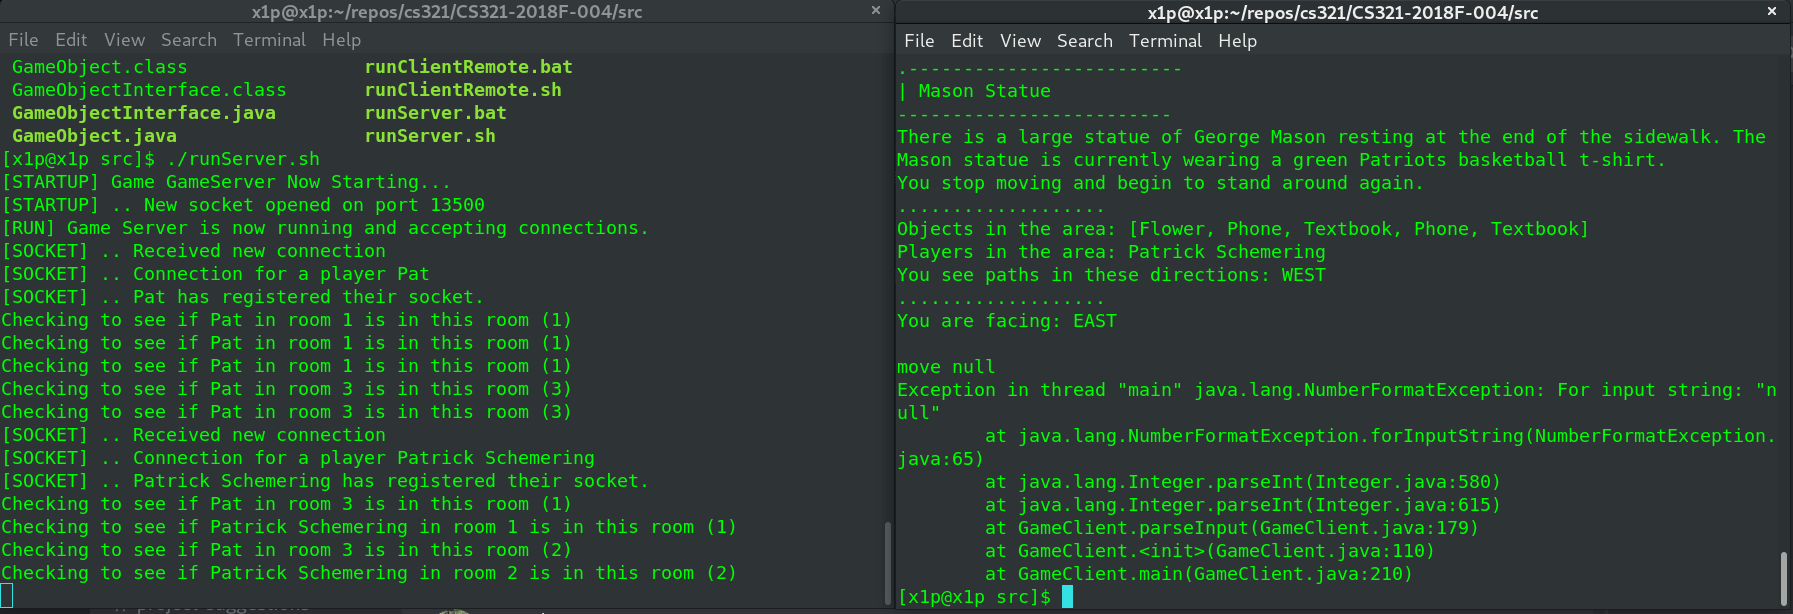 x1p@x1p:~/repos/cs321/CS321-2018F-004/src ×
File Edit View Search Terminal Help
GameObject.class runClientRemote.bat
GameObjectInterface.class runClientRemote.sh
GameObjectInterface.java runServer.bat
GameObject.java runServer.sh
[x1p@x1p src]$ ./runServer.sh
[STARTUP] Game GameServer Now Starting...
[STARTUP] .. New socket opened on port 13500
[RUN] Game Server is now running and accepting connections.
[SOCKET] .. Received new connection
[SOCKET] .. Connection for a player Pat
[SOCKET] .. Pat has registered their socket.
Checking to see if Pat in room 1 is in this room (1)
Checking to see if Pat in room 1 is in this room (1)
Checking to see if Pat in room 1 is in this room (1)
Checking to see if Pat in room 3 is in this room (3)
Checking to see if Pat in room 3 is in this room (3)
[SOCKET] .. Received new connection
[SOCKET] .. Connection for a player Patrick Schemering
[SOCKET] .. Patrick Schemering has registered their socket.
Checking to see if Pat in room 3 is in this room (1)
Checking to see if Patrick Schemering in room 1 is in this room (1)
Checking to see if Pat in room 3 is in this room (2)
Checking to see if Patrick Schemering in room 2 is in this room (2)
x1p@x1p:~/repos/cs321/CS321-2018F-004/src ×
File Edit View Search Terminal Help
.-------------------------
| Mason Statue
-------------------------
There is a large statue of George Mason resting at the end of the sidewalk. The
Mason statue is currently wearing a green Patriots basketball t-shirt.
You stop moving and begin to stand around again.
...................
Objects in the area: [Flower, Phone, Textbook, Phone, Textbook]
Players in the area: Patrick Schemering
You see paths in these directions: WEST
...................
You are facing: EAST
move null
Exception in thread "main" java.lang.NumberFormatException: For input string: "n
ull"
at java.lang.NumberFormatException.forInputString(NumberFormatException.
java:65)
at java.lang.Integer.parseInt(Integer.java:580)
at java.lang.Integer.parseInt(Integer.java:615)
at GameClient.parseInput(GameClient.java:179)
at GameClient.<init>(GameClient.java:110)
at GameClient.main(GameClient.java:210)
[x1p@x1p src]$